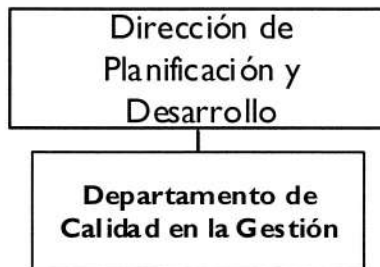 Dirección de
Planificación y
Desarrollo
Departamento de
Calidad en la Gestión